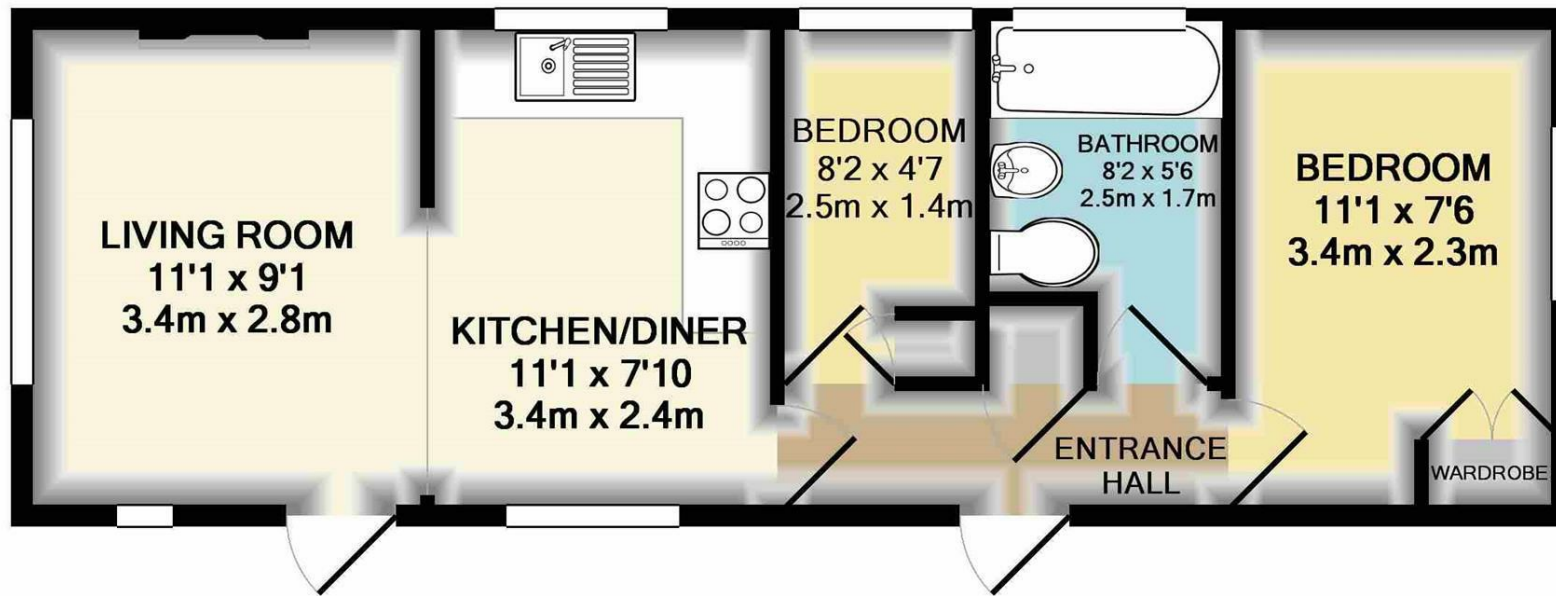 LIVING ROOM
11'1 x 9'1
3.4m x 2.8m
KITCHEN/DINER
11'1 x 7'10
3.4m x 2.4m
BEDROOM
8'2 x 4'7
2.5m x 1.4m
BATHROOM
8'2 x 5'6
2.5m x 1.7m
BEDROOM
11'1 x 7'6
3.4m x 2.3m
ENTRANCE
HALL
WARDROBE